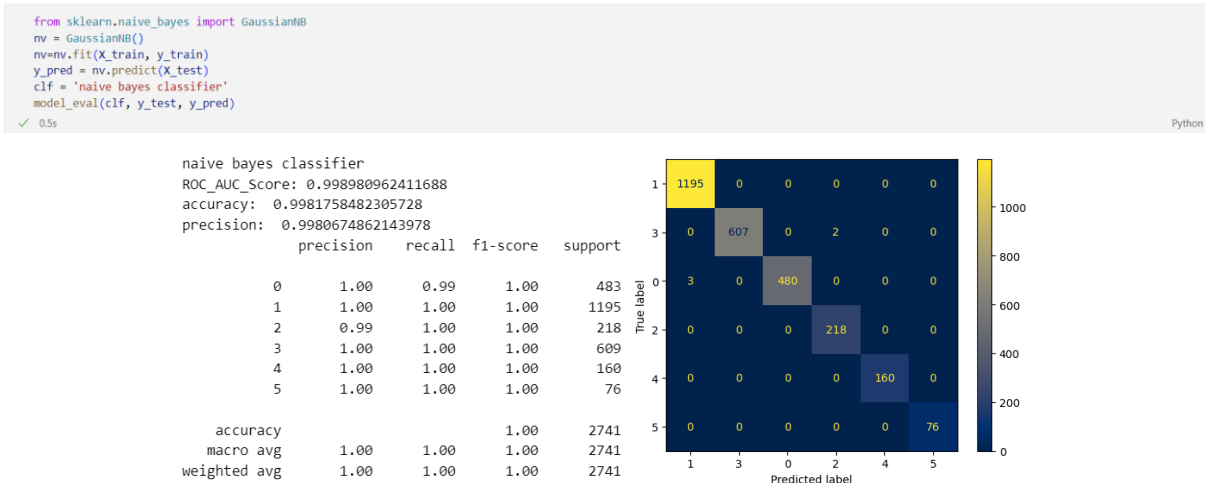 from sklearn.naive_bayes import GaussianNB
nv = GaussianNB()
nv=nv.fit(X_train, y_train)
y_pred = nv.predict(X_test)
clf = 'naive bayes classifier'
model_eval(clf, y_test, y_pred)
✓ 0.5s Python
naive bayes classifier
ROC_AUC_Score: 0.998980962411688
accuracy: 0.9981758482305728
precision: 0.9980674862143978
precision recall f1-score support
0 1.00 0.99 1.00 483
1 1.00 1.00 1.00 1195
2 0.99 1.00 1.00 218
3 1.00 1.00 1.00 609
4 1.00 1.00 1.00 160
5 1.00 1.00 1.00 76
accuracy 1.00 2741
macro avg 1.00 1.00 1.00 2741
weighted avg 1.00 1.00 1.00 2741
True label
1 1195 0 0 0 0 0
3 0 607 0 2 0 0
0 3 0 480 0 0 0
2 0 0 0 218 0 0
4 0 0 0 0 160 0
5 0 0 0 0 0 76
1 3 0 2 4 5
Predicted label
1000
800
600
400
200
0